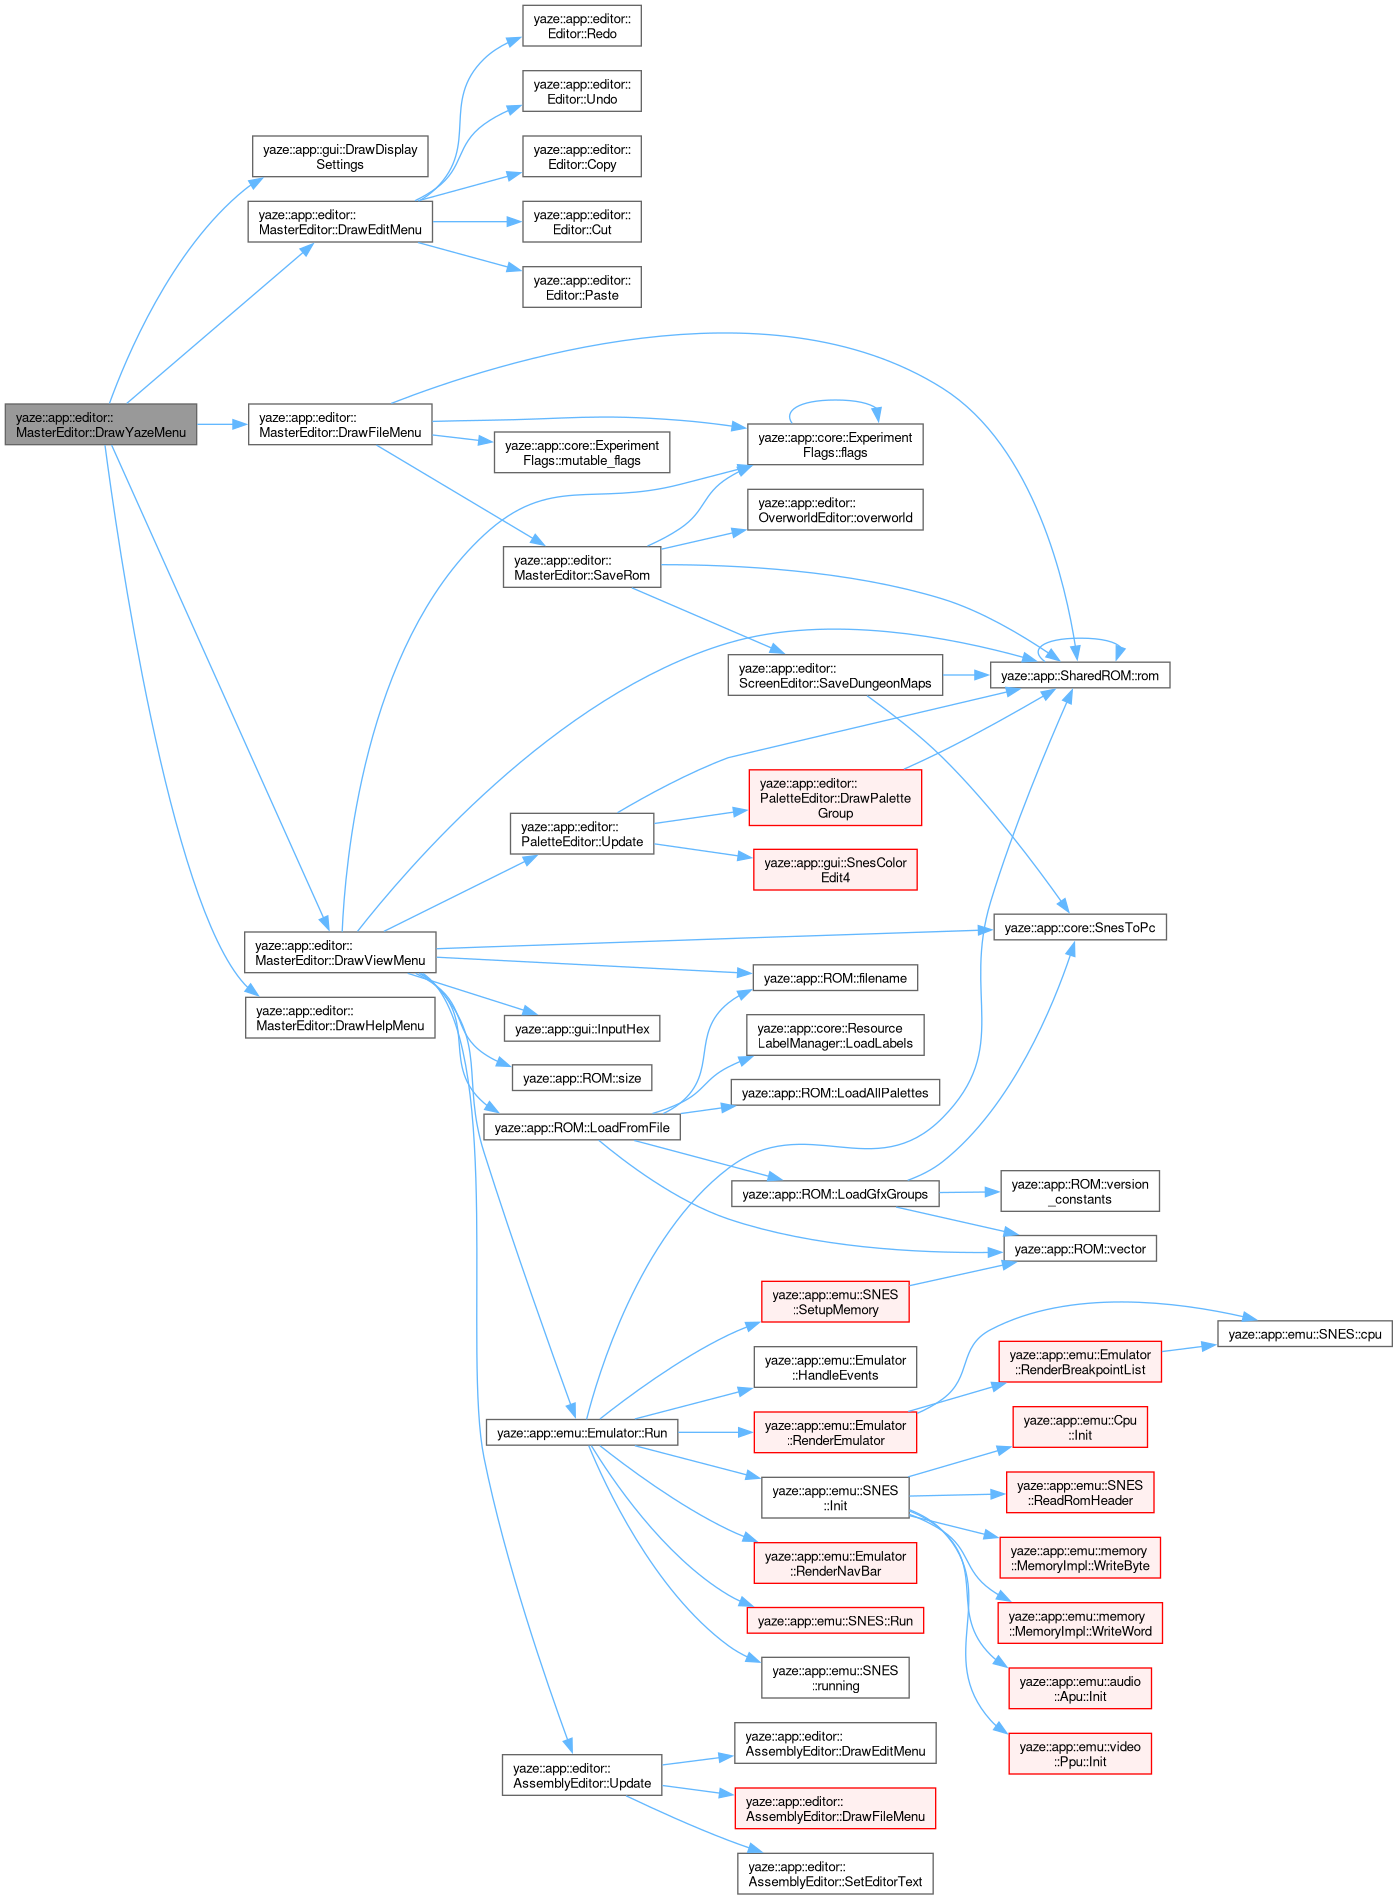 yaze::app::editor::
Editor::Redo
yaze::app::editor::
Editor::Undo
yaze::app::gui::DrawDisplay
Settings
yaze::app::editor::
Editor::Copy
yaze::app::editor::
MasterEditor::DrawEditMenu
yaze::app::editor::
Editor::Cut
yaze::app::editor::
Editor::Paste
yaze::app::editor::
MasterEditor::DrawYazeMenu
yaze::app::editor::
MasterEditor::DrawFileMenu
yaze::app::core::Experiment
Flags::mutable_flags
yaze::app::core::Experiment
Flags::flags
yaze::app::editor::
OverworldEditor::overworld
yaze::app::editor::
MasterEditor::SaveRom
yaze::app::editor::
ScreenEditor::SaveDungeonMaps
yaze::app::SharedROM::rom
yaze::app::editor::
PaletteEditor::DrawPalette
Group
yaze::app::editor::
PaletteEditor::Update
yaze::app::gui::SnesColor
Edit4
yaze::app::core::SnesToPc
yaze::app::editor::
MasterEditor::DrawViewMenu
yaze::app::ROM::filename
yaze::app::editor::
MasterEditor::DrawHelpMenu
yaze::app::gui::InputHex
yaze::app::core::Resource
LabelManager::LoadLabels
yaze::app::ROM::size
yaze::app::ROM::LoadAllPalettes
yaze::app::ROM::LoadFromFile
yaze::app::ROM::LoadGfxGroups
yaze::app::ROM::version
_constants
yaze::app::ROM::vector
yaze::app::emu::SNES
::SetupMemory
yaze::app::emu::SNES::cpu
yaze::app::emu::Emulator
::HandleEvents
yaze::app::emu::Emulator
::RenderBreakpointList
yaze::app::emu::Emulator::Run
yaze::app::emu::Emulator
::RenderEmulator
yaze::app::emu::Cpu
::Init
yaze::app::emu::SNES
::Init
yaze::app::emu::SNES
::ReadRomHeader
yaze::app::emu::Emulator
::RenderNavBar
yaze::app::emu::memory
::MemoryImpl::WriteByte
yaze::app::emu::SNES::Run
yaze::app::emu::memory
::MemoryImpl::WriteWord
yaze::app::emu::SNES
::running
yaze::app::emu::audio
::Apu::Init
yaze::app::emu::video
::Ppu::Init
yaze::app::editor::
AssemblyEditor::DrawEditMenu
yaze::app::editor::
AssemblyEditor::Update
yaze::app::editor::
AssemblyEditor::DrawFileMenu
yaze::app::editor::
AssemblyEditor::SetEditorText